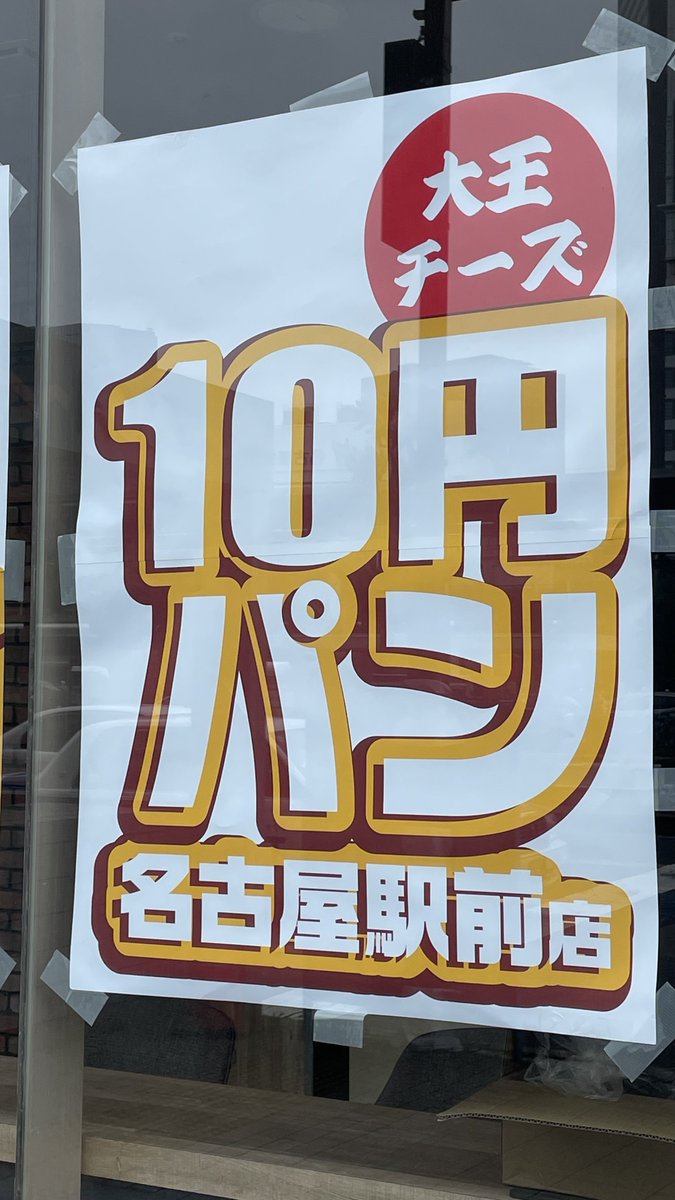 大王
チーズ
10円
パン
名古屋駅前店